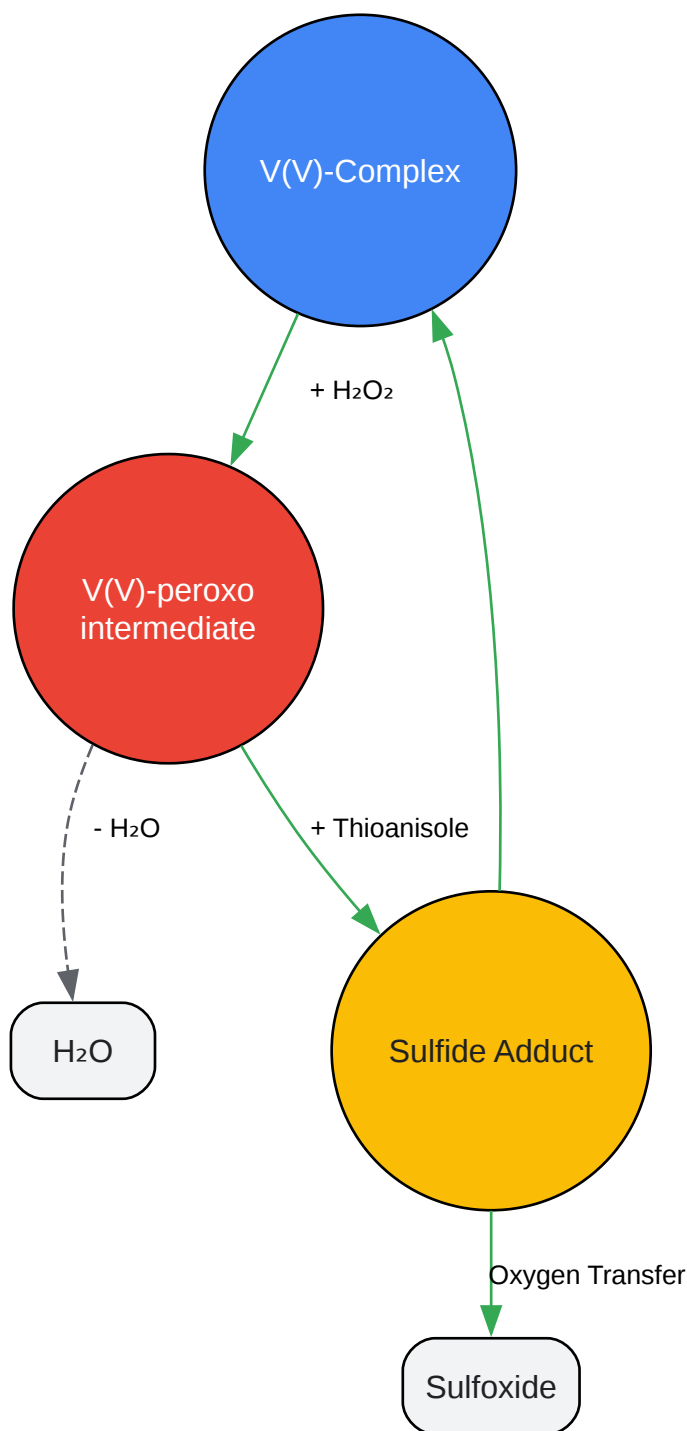 V(V)-Complex
+ H₂O₂
V(V)-peroxo
intermediate
- H₂O
+ Thioanisole
H₂O
Sulfide Adduct
Oxygen Transfer
Sulfoxide